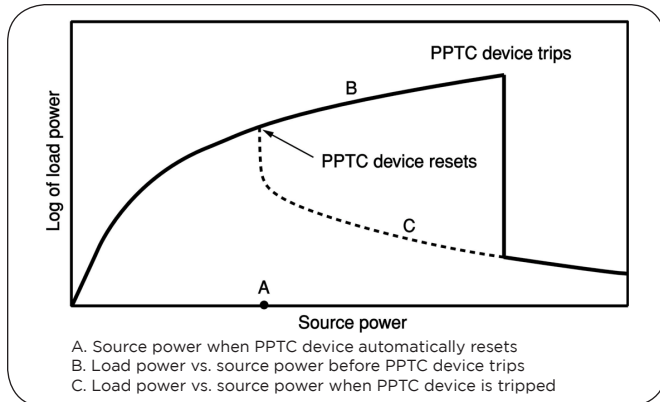 PPTC device trips
B
PPTC device resets
Log of load power
C
A
Source power
A. Source power when PPTC device automatically resets
B. Load power vs. source power before PPTC device trips
C. Load power vs. source power when PPTC device is tripped